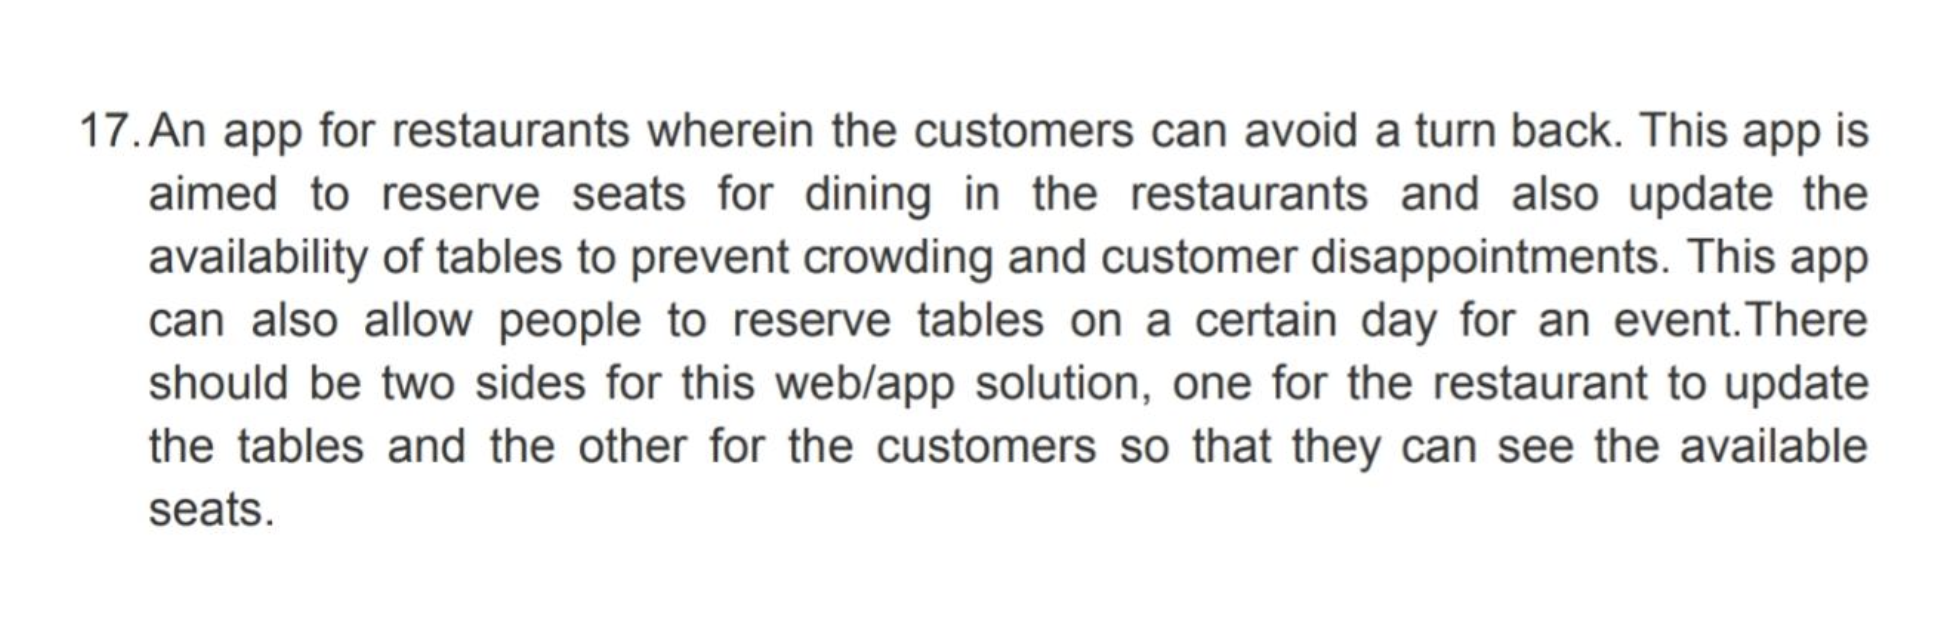 17. An app for restaurants wherein the customers can avoid a turn back. This app is
aimed to reserve seats for dining in the restaurants and also update the
availability of tables to prevent crowding and customer disappointments. This app
can also allow people to reserve tables on a certain day for an event.There
should be two sides for this web/app solution, one for the restaurant to update
the tables and the other for the customers so that they can see the available
seats.